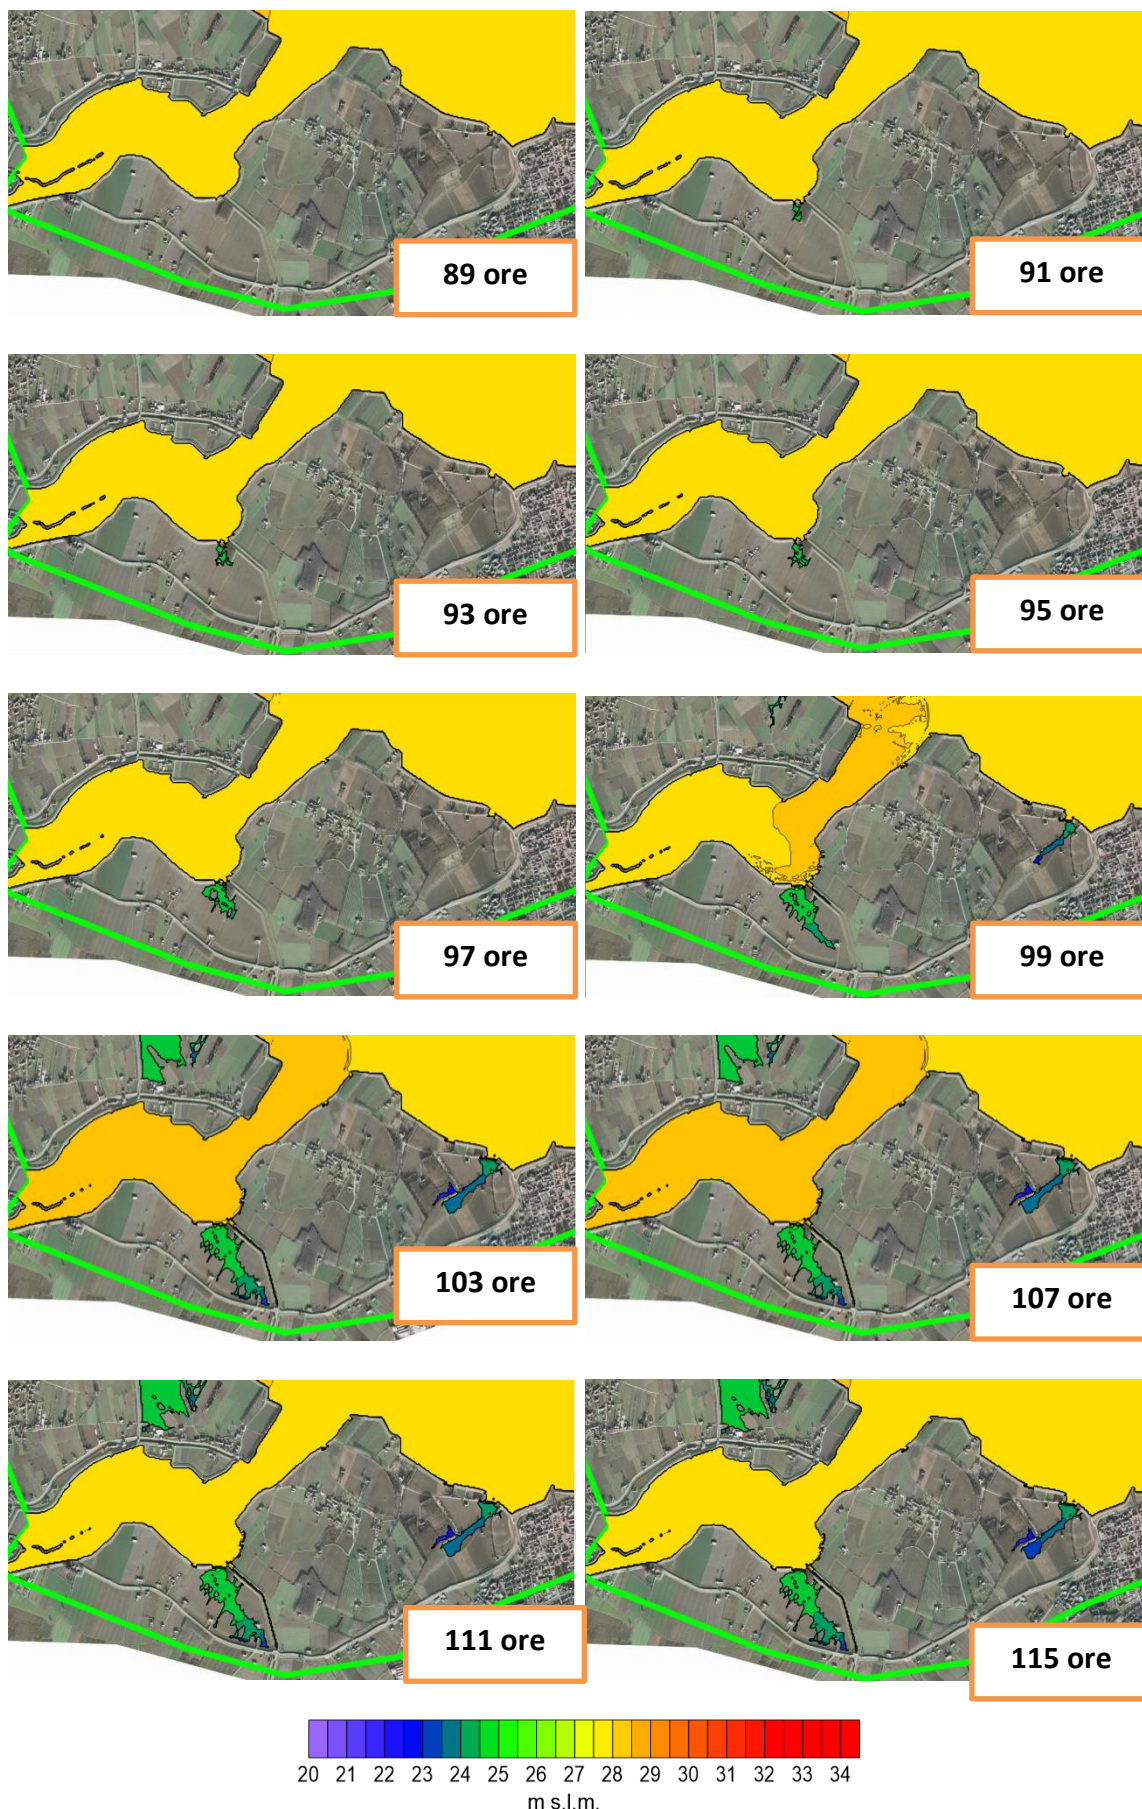 89 ore
91 ore
93 ore
95 ore
97 ore
99 ore
103 ore
107 ore
111 ore
115 ore
20 21 22 23 24 25 26 27 28 29 30 31 32 33 34
m s.l.m.